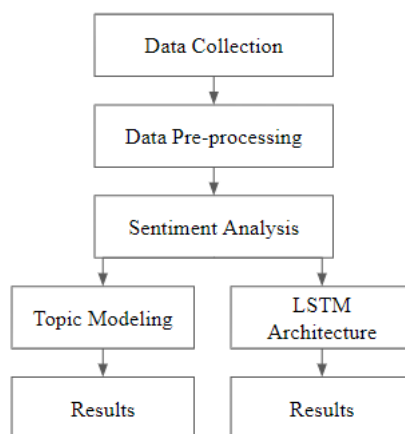 Data Collection
Data Pre-processing
Sentiment Analysis
Topic Modeling
LSTM
Architecture
Results
Results